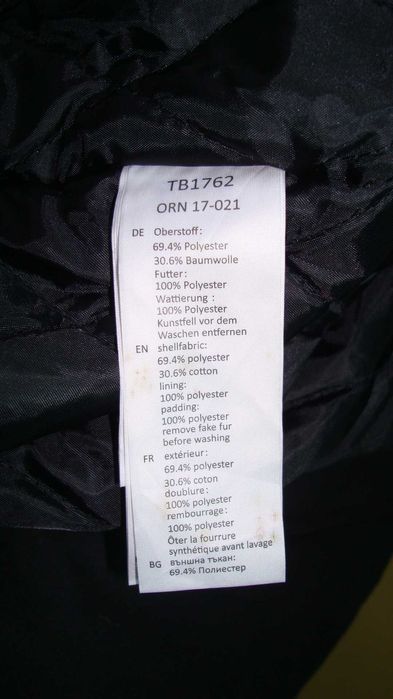 TB1762
ORN 17-021
DE Oberstoff:
69.4% Polyester
30.6% Baumwolle
Futter:
100% Polyester
Wattierung :
100% Polyester
Kunstfell vor dem
Waschen entfernen
EN shellfabric:
69.4% polyester
30.6% cotton
lining:
100% polyester
padding:
100% polyester
remove fake fur
before washing
FR extérieur:
69.4% polyester
30.6% coton
doublure:
100% polyester
rembourrage:
100% polyester
Ôter la fourrure
synthétique avant lavage
BG външна тъкан:
69.4% Полиестер